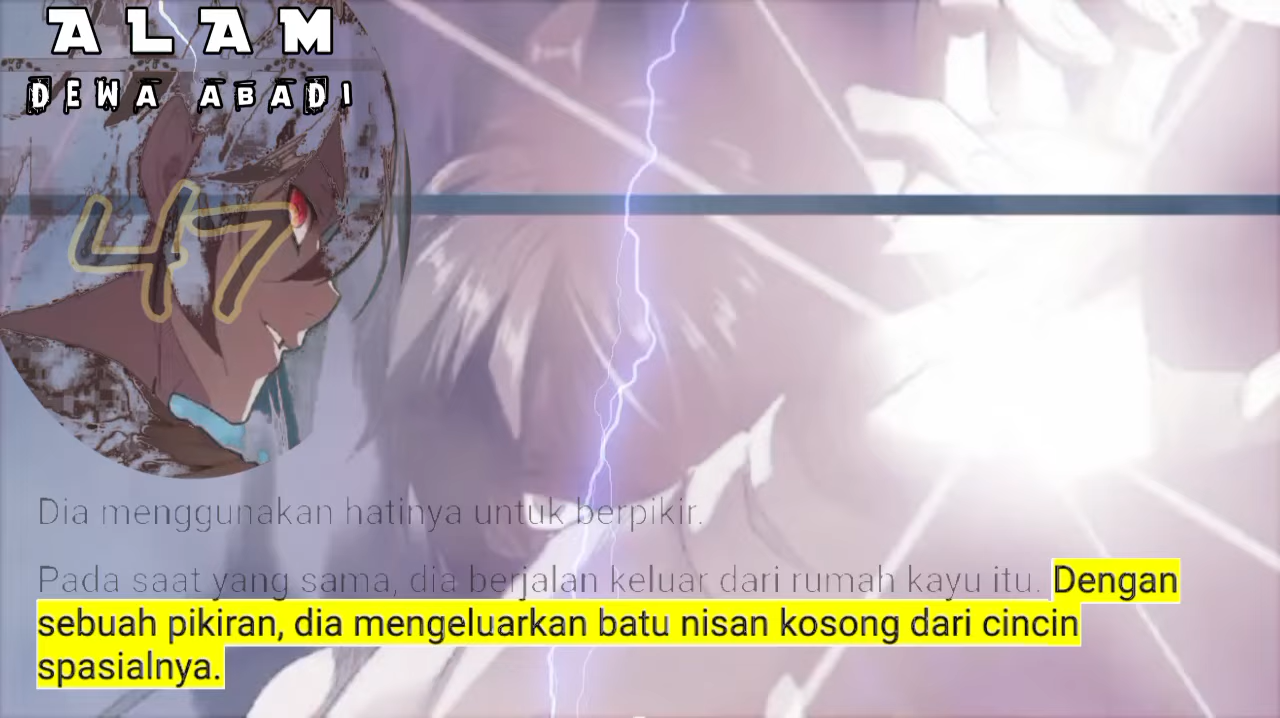 ALAM
DEWA ABADI
47
Dia menggunakan hatinya untuk berpikir.
Pada saat yang sama, dia berjalan keluar dari rumah kayu itu. Dengan
sebuah pikiran, dia mengeluarkan batu nisan kosong dari cincin
spasialnya.